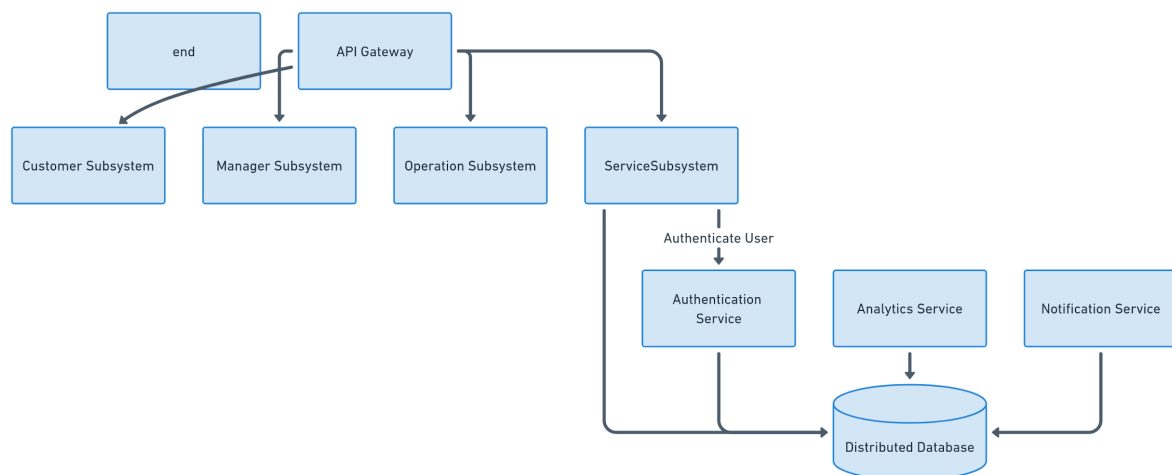 end
API Gateway
Customer Subsystem
Manager Subsystem
Operation Subsystem
ServiceSubsystem
Authenticate User
Authentication
Service
Analytics Service
Notification Service
Distributed Database